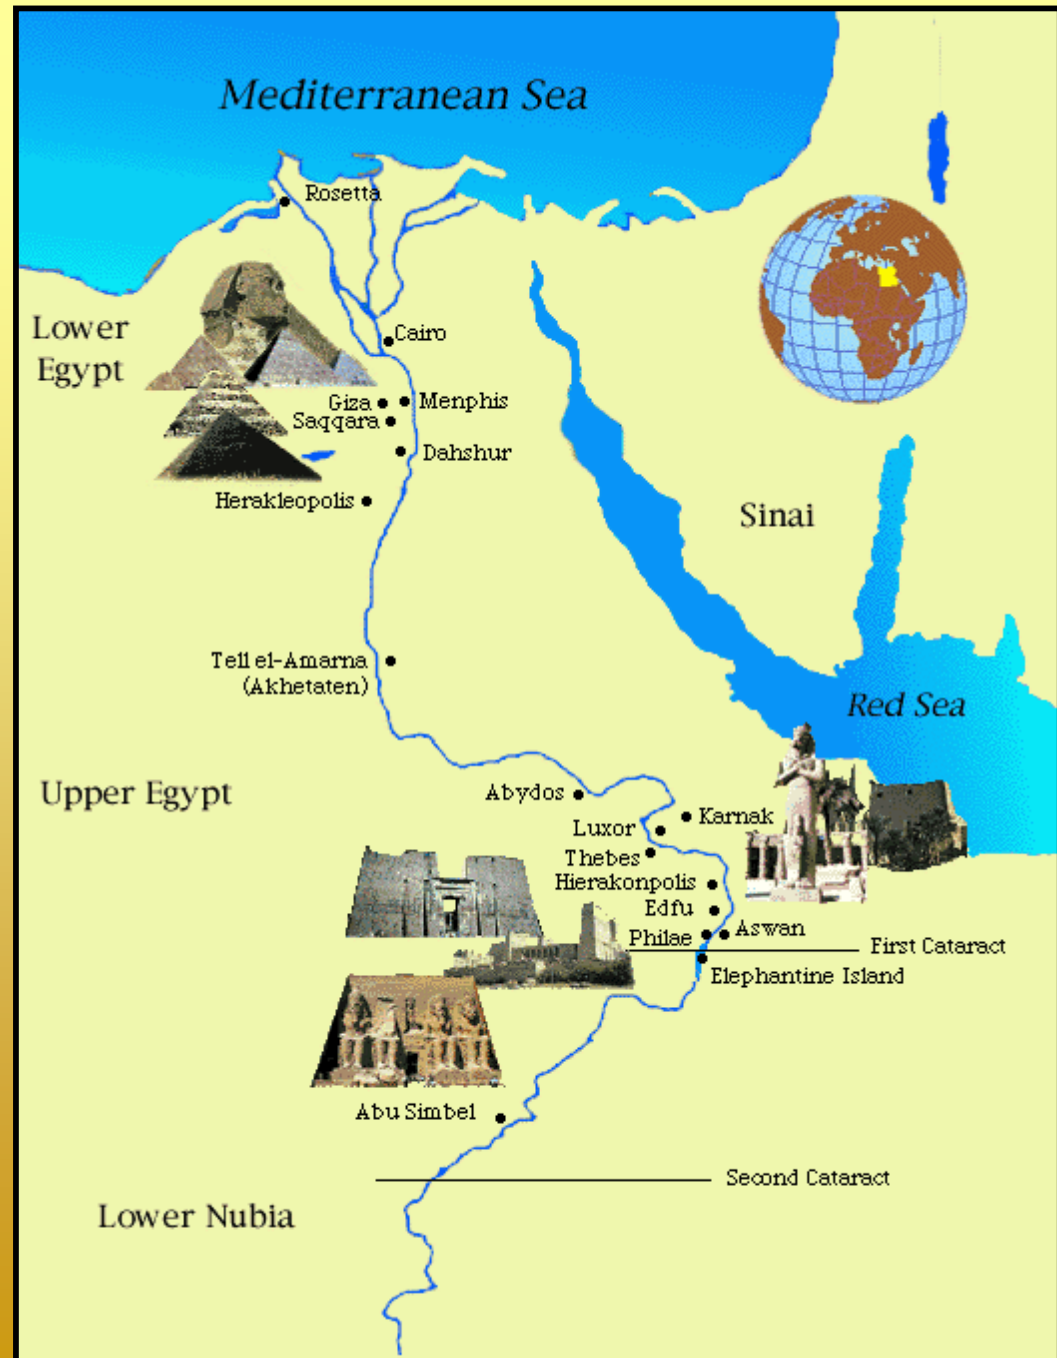 Mediterranean Sea
Rosetta
Lower
Egypt
Cairo
Giza
Menphis
Saqqara
Dahshur
Herakleopolis
Sinai
Tell el-Amarna
(Akhetaten)
Red Sea
Upper Egypt
Abydos
Karnak
Luxor
Thebes
Hierakonpolis
Edfu
Philae
Aswan
First Cataract
Elephantine Island
Abu Simbel
Second Cataract
Lower Nubia